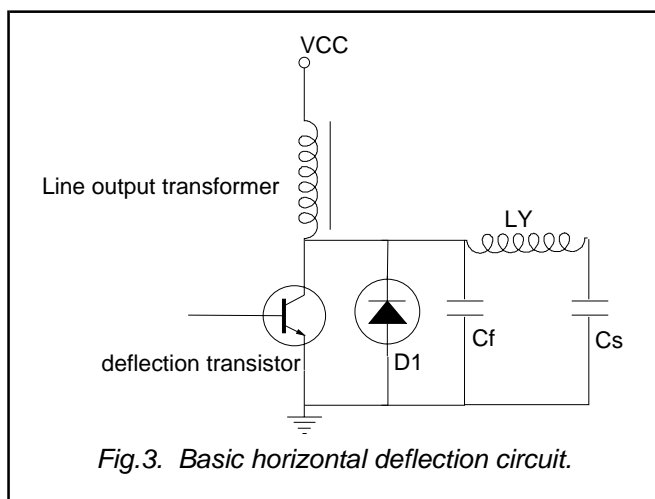 VCC
Line output transformer
LY
Cf
Cs
D1
deflection transistor
Fig.3. Basic horizontal deflection circuit.